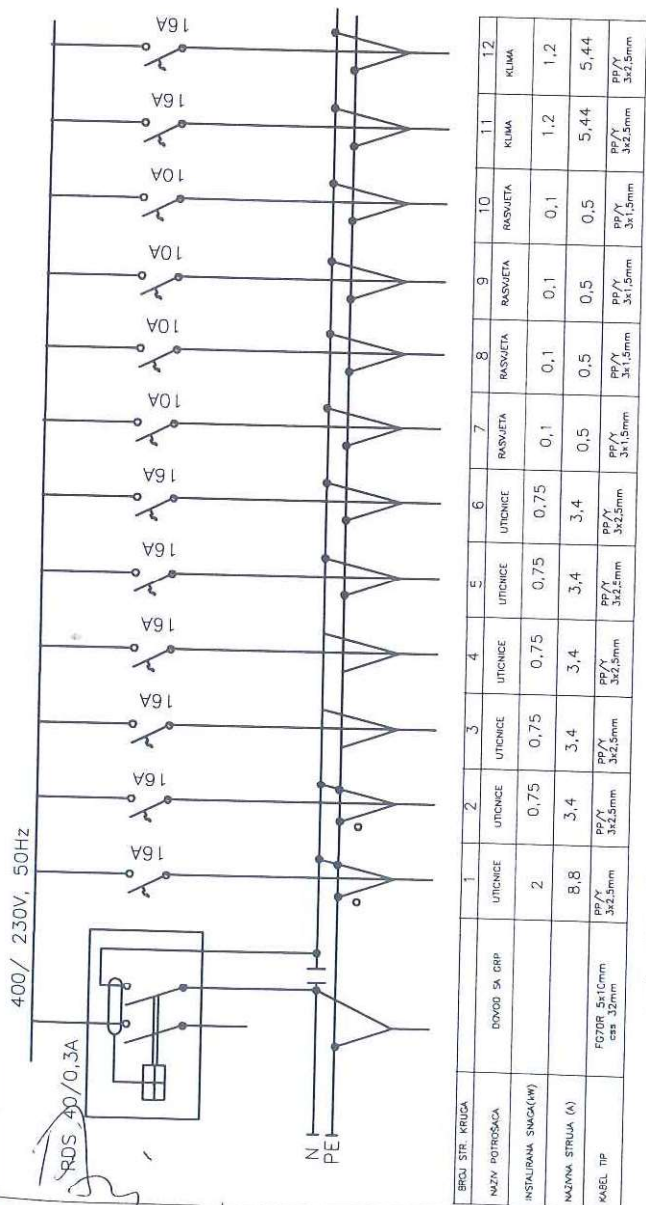 400/ 230V, 50Hz
RDS 40/0,3A
16A 16A 16A 16A 16A 16A 10A 10A 10A 10A 16A 16A
N
PE
BROJ STR. KRUGA 1 2 3 4 5 6 7 8 9 10 11 12
NAZIV POTROŠAČA DOVOD SA GRP UTICNICE UTICNICE UTICNICE UTICNICE UTICNICE UTICNICE RASVJETA RASVJETA RASVJETA RASVJETA KLIMA KLIMA
INSTALIRANA SNAGA(kW) 2 0,75 0,75 0,75 0,75 0,75 0,1 0,1 0,1 0,1 1,2 1,2
NAZIVNA STRUJA (A) 8,8 3,4 3,4 3,4 3,4 3,4 0,5 0,5 0,5 0,5 5,44 5,44
KABEL TIP FG7OR 5x10mm PP/Y PP/Y PP/Y PP/Y PP/Y PP/Y PP/Y PP/Y PP/Y PP/Y PP/Y PP/Y
css 32mm 3x2,5mm 3x2,5mm 3x2,5mm 3x2,5mm 3x2,5mm 3x2,5mm 3x1,5mm 3x1,5mm 3x1,5mm 3x1,5mm 3x2,5mm 3x2,5mm